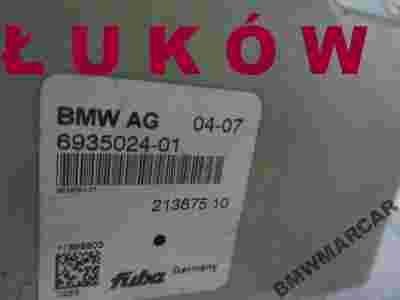 ŁUKÓW
BMW AG 04-07
6935024-01
213875 10
fuba Germany
BMWMARCAR